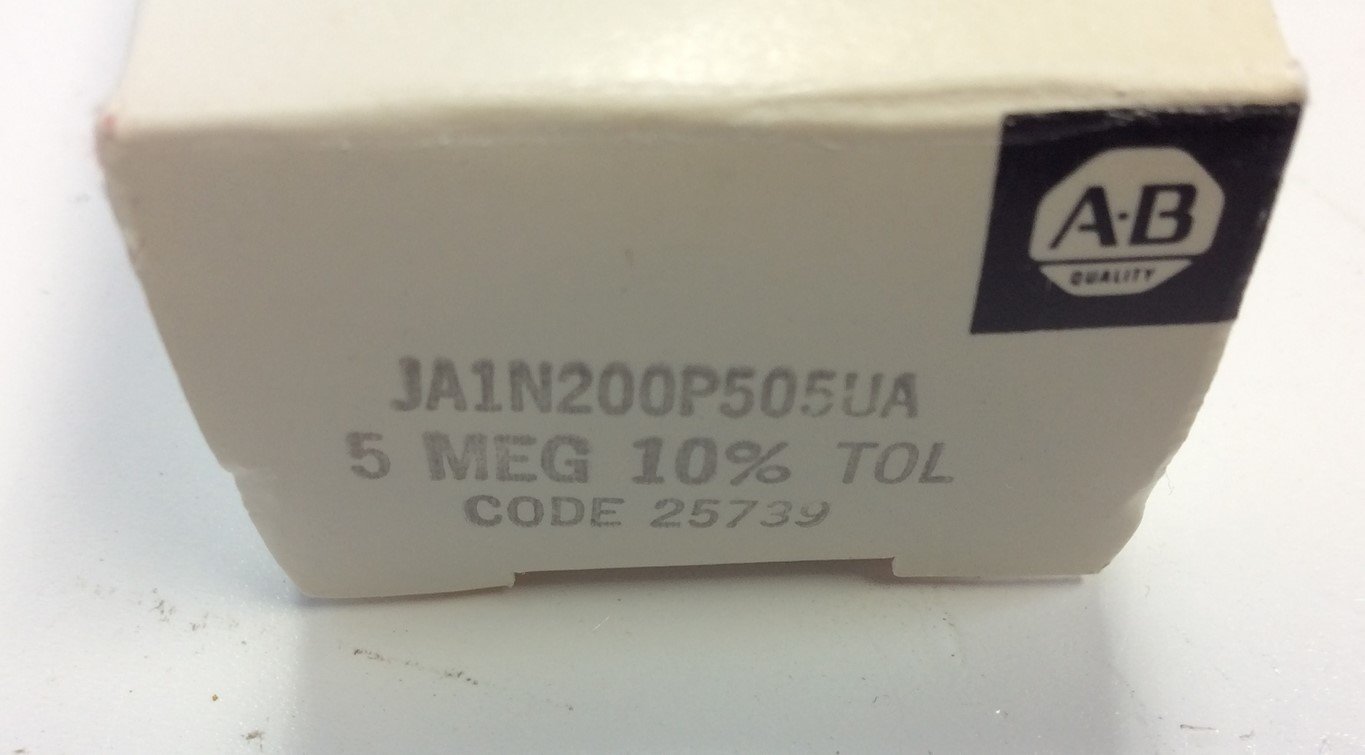 A·B
QUALITY
JA1N200P505UA
5 MEG 10% TOL
CODE 25739